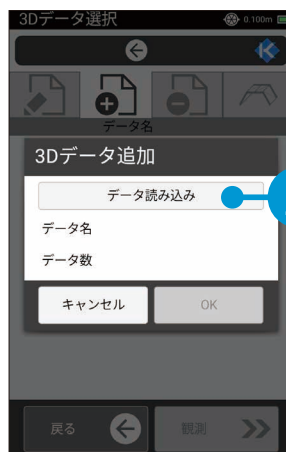 3Dデータ選択 0.100m
データ名
3Dデータ追加
データ読み込み
データ名
データ数
キャンセル OK
戻る 観測